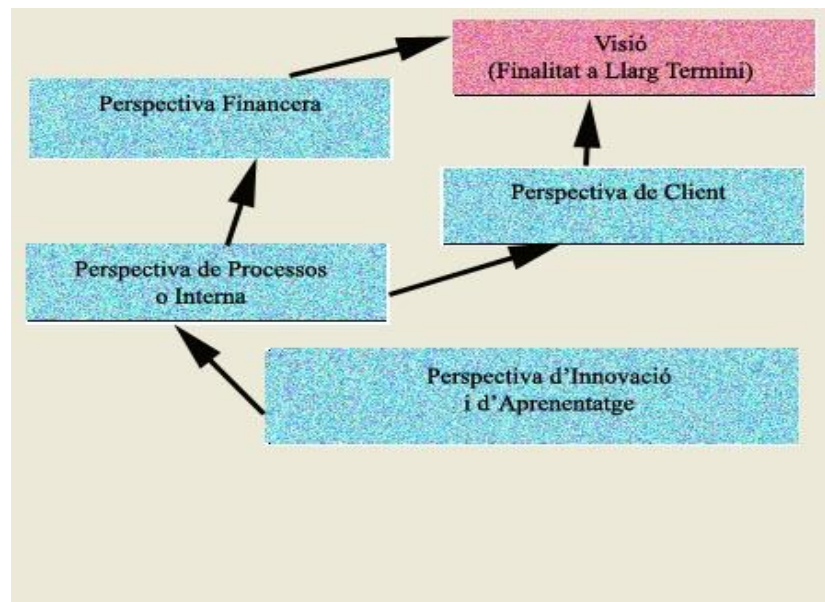 Visió
(Finalitat a Llarg Termini)
Perspectiva Financera
Perspectiva de Client
Perspectiva de Processos
o Interna
Perspectiva d'Innovació
i d'Aprenentatge